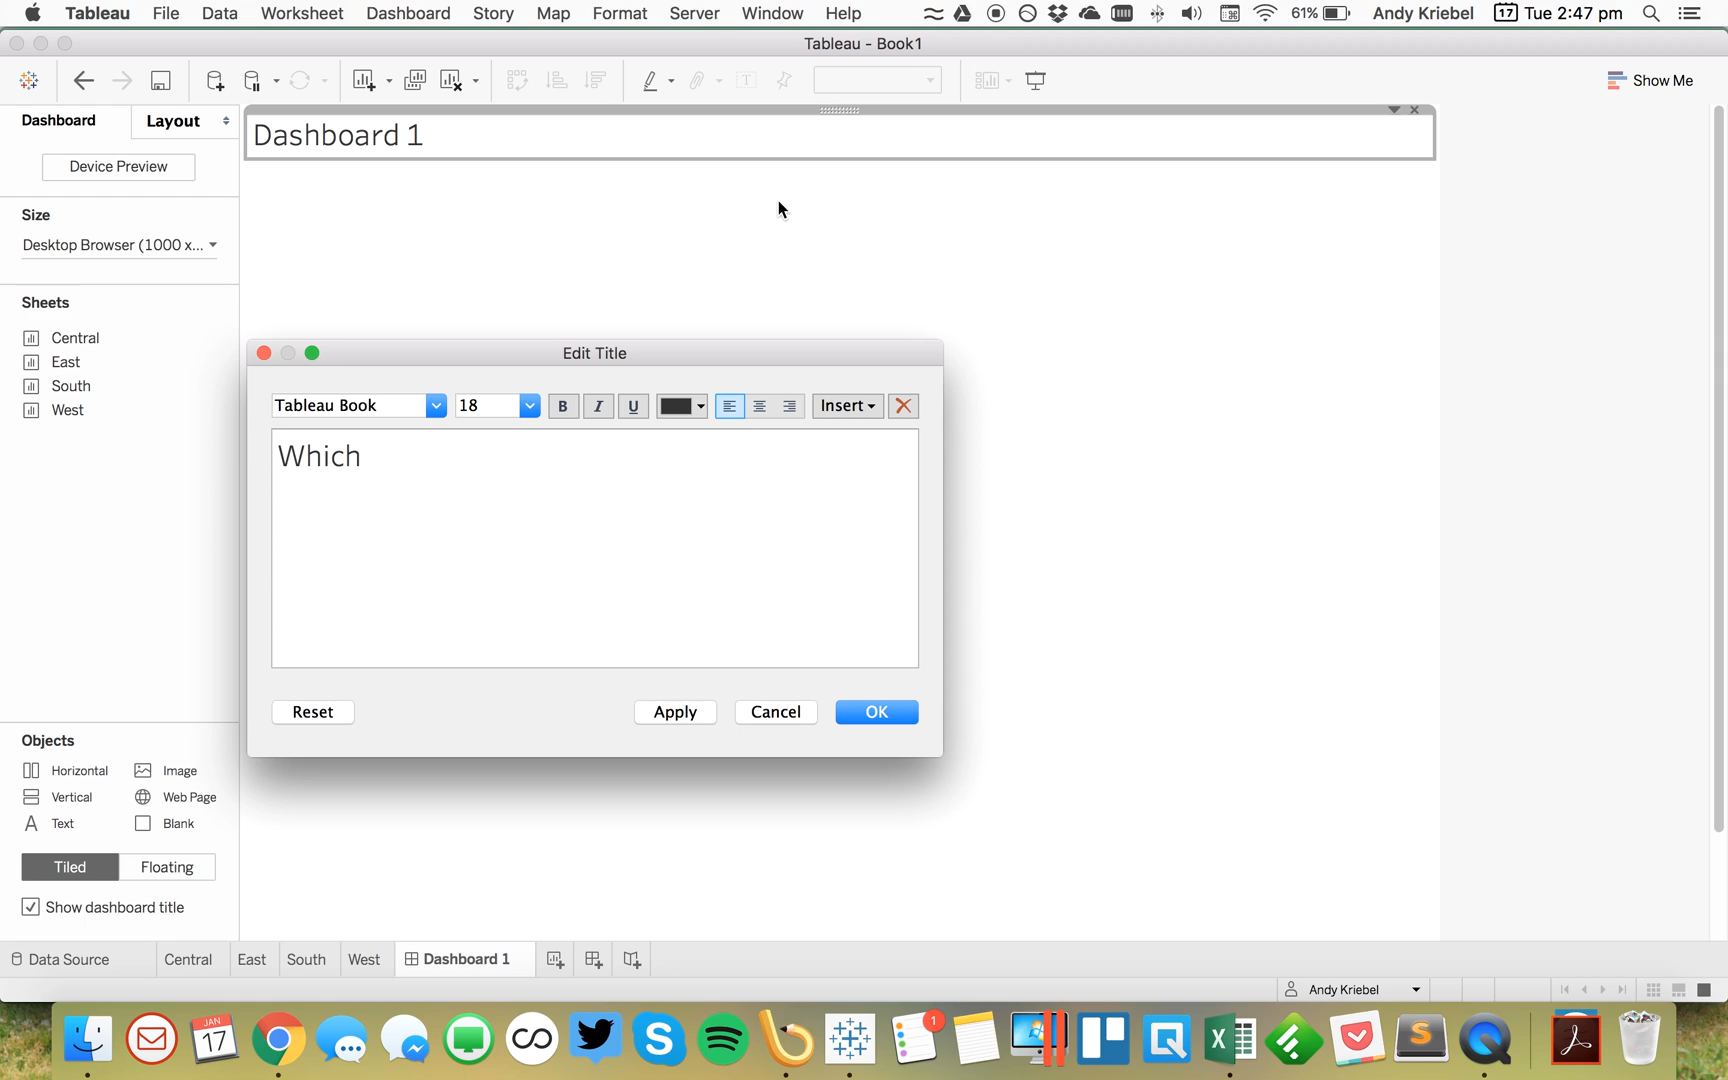 Tableau File Data Worksheet Dashboard Story Map Format Server Window Help 61% Andy Kriebel 17 Tue 2:47 pm
Tableau - Book1
Show Me
Dashboard Layout
Dashboard 1
Device Preview
Size
Desktop Browser (1000 x...
Sheets
Central
East
South
West
Edit Title
Tableau Book 18 B I U Insert
Which
Reset Apply Cancel OK
Objects
Horizontal Image
Vertical Web Page
A Text Blank
Tiled Floating
Show dashboard title
Data Source Central East South West Dashboard 1
Andy Kriebel
JAN
17
1